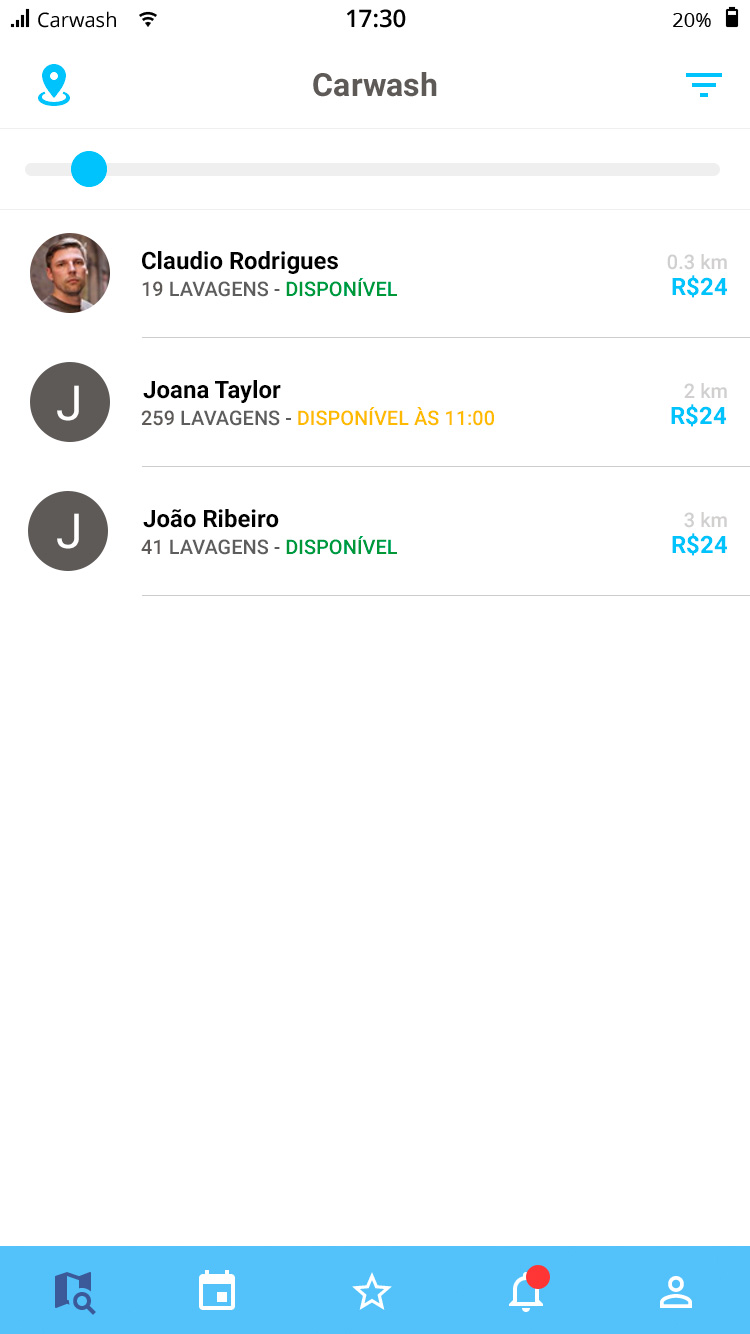 Carwash 17:30 20%
Carwash
Claudio Rodrigues 0.3 km
19 LAVAGENS - DISPONÍVEL R$24
J
Joana Taylor 2 km
259 LAVAGENS - DISPONÍVEL ÀS 11:00 R$24
J
João Ribeiro 3 km
41 LAVAGENS - DISPONÍVEL R$24